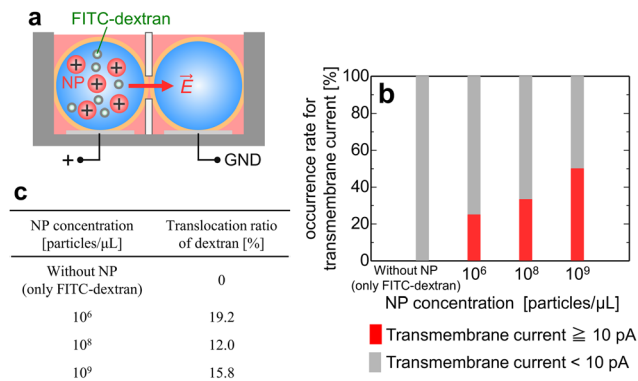 a
FITC-dextran
NP
E
+
GND
b
occurrence rate for
transmembrane current [%]
100
80
60
40
20
0
Without NP
(only FITC-dextran)
10⁶
10⁸
10⁹
NP concentration [particles/μL]
Transmembrane current ≧ 10 pA
Transmembrane current < 10 pA
c
NP concentration
[particles/μL]
Translocation ratio
of dextran [%]
Without NP
(only FITC-dextran)
0
10⁶ 19.2
10⁸ 12.0
10⁹ 15.8